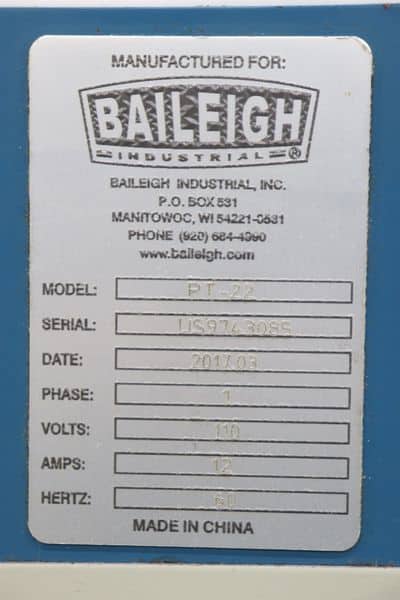 MANUFACTURED FOR:
BAILEIGH
INDUSTRIAL ®
BAILEIGH INDUSTRIAL, INC.
P.O. BOX 531
MANITOWOC, WI 54221-0531
PHONE (920) 684-4990
www.baileigh.com
MODEL: RT-22
SERIAL: US9743085
DATE: 2017.03
PHASE: 1
VOLTS: 110
AMPS: 12
HERTZ: 60
MADE IN CHINA